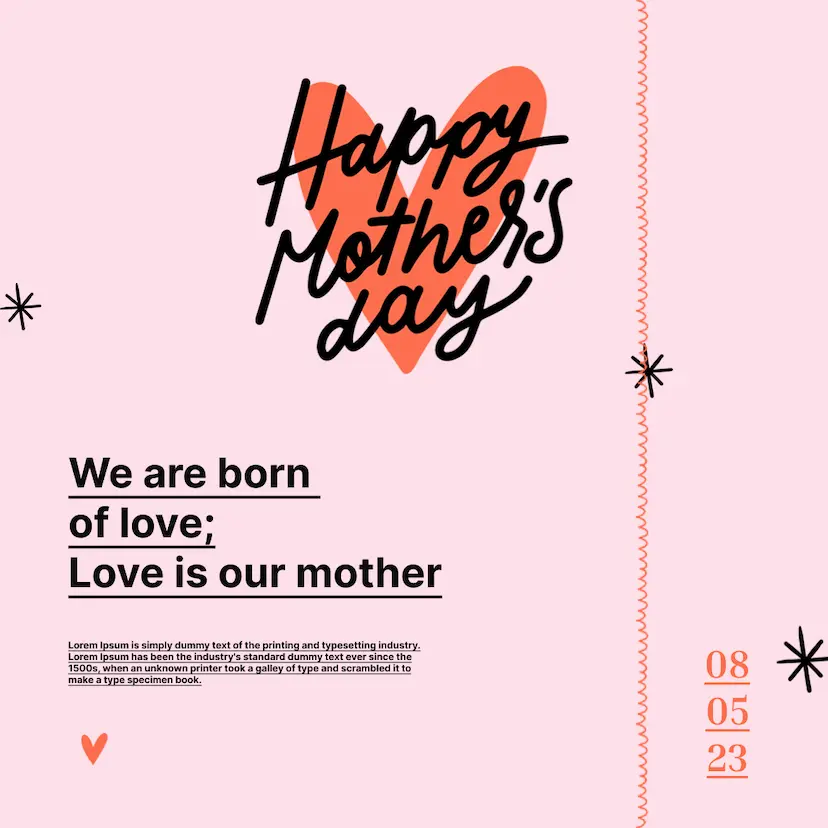 Happy
Mother's
day
We are born
of love;
Love is our mother
Lorem Ipsum is simply dummy text of the printing and typesetting industry.
Lorem Ipsum has been the industry's standard dummy text ever since the
1500s, when an unknown printer took a galley of type and scrambled it to
make a type specimen book.
08
05
23